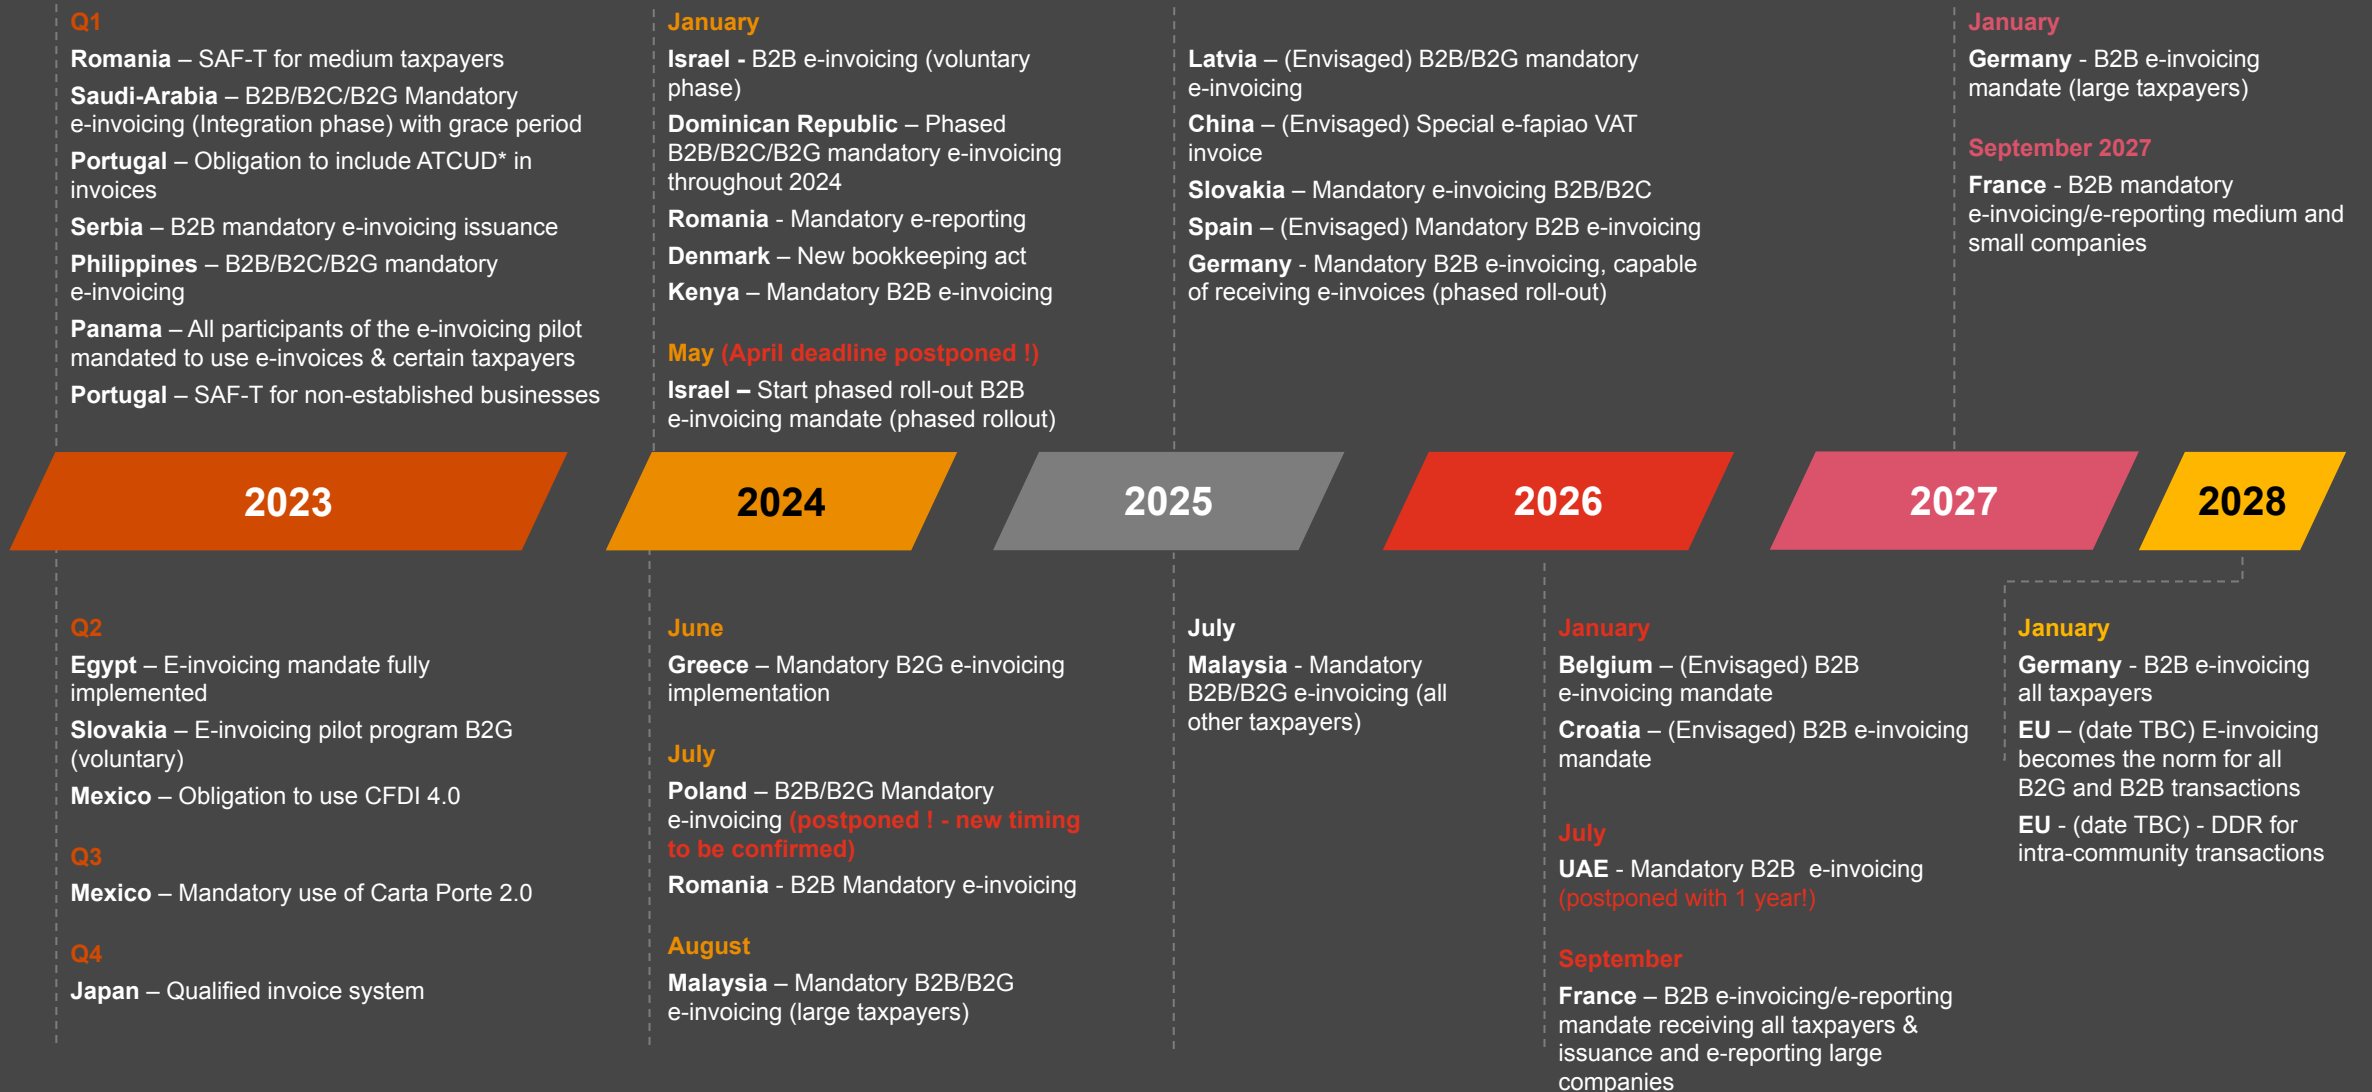 Q1
Romania – SAF-T for medium taxpayers
Saudi-Arabia – B2B/B2C/B2G Mandatory
e-invoicing (Integration phase) with grace period
Portugal – Obligation to include ATCUD* in
invoices
Serbia – B2B mandatory e-invoicing issuance
Philippines – B2B/B2C/B2G mandatory
e-invoicing
Panama – All participants of the e-invoicing pilot
mandated to use e-invoices & certain taxpayers
Portugal – SAF-T for non-established businesses
January
Israel - B2B e-invoicing (voluntary
phase)
Dominican Republic – Phased
B2B/B2C/B2G mandatory e-invoicing
throughout 2024
Romania - Mandatory e-reporting
Denmark – New bookkeeping act
Kenya – Mandatory B2B e-invoicing
May (April deadline postponed !)
Israel – Start phased roll-out B2B
e-invoicing mandate (phased rollout)
Latvia – (Envisaged) B2B/B2G mandatory
e-invoicing
China – (Envisaged) Special e-fapiao VAT
invoice
Slovakia – Mandatory e-invoicing B2B/B2C
Spain – (Envisaged) Mandatory B2B e-invoicing
Germany - Mandatory B2B e-invoicing, capable
of receiving e-invoices (phased roll-out)
January
Germany - B2B e-invoicing
mandate (large taxpayers)
September 2027
France - B2B mandatory
e-invoicing/e-reporting medium and
small companies
2023
2024
2025
2026
2027
2028
Q2
Egypt – E-invoicing mandate fully
implemented
Slovakia – E-invoicing pilot program B2G
(voluntary)
Mexico – Obligation to use CFDI 4.0
Q3
Mexico – Mandatory use of Carta Porte 2.0
Q4
Japan – Qualified invoice system
June
Greece – Mandatory B2G e-invoicing
implementation
July
Poland – B2B/B2G Mandatory
e-invoicing (postponed ! - new timing
to be confirmed)
Romania - B2B Mandatory e-invoicing
August
Malaysia – Mandatory B2B/B2G
e-invoicing (large taxpayers)
July
Malaysia - Mandatory
B2B/B2G e-invoicing (all
other taxpayers)
January
Belgium – (Envisaged) B2B
e-invoicing mandate
Croatia – (Envisaged) B2B e-invoicing
mandate
July
UAE - Mandatory B2B e-invoicing
(postponed with 1 year!)
September
France – B2B e-invoicing/e-reporting
mandate receiving all taxpayers &
issuance and e-reporting large
companies
January
Germany - B2B e-invoicing
all taxpayers
EU – (date TBC) E-invoicing
becomes the norm for all
B2G and B2B transactions
EU - (date TBC) - DDR for
intra-community transactions